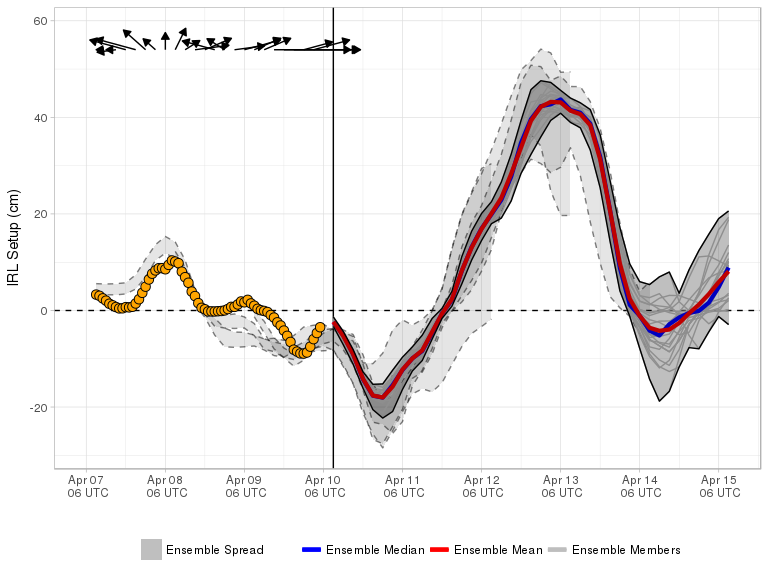 60
40
20
0
-20
IRL Setup (cm)
Apr 07 Apr 08 Apr 09 Apr 10 Apr 11 Apr 12 Apr 13 Apr 14 Apr 15
06 UTC 06 UTC 06 UTC 06 UTC 06 UTC 06 UTC 06 UTC 06 UTC 06 UTC
Ensemble Spread Ensemble Median Ensemble Mean Ensemble Members